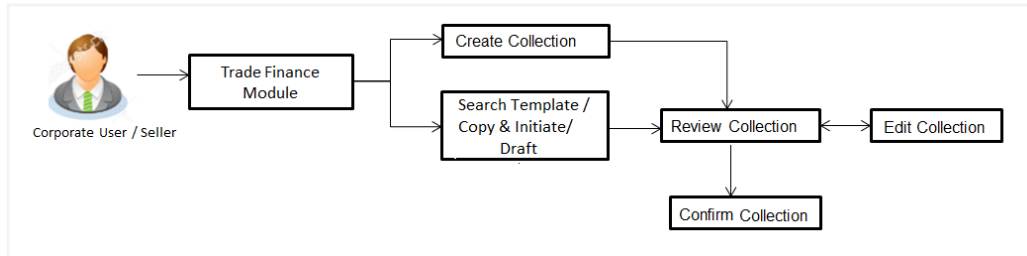 Corporate User / Seller
Trade Finance
Module
Create Collection
Search Template /
Copy & Initiate/
Draft
Review Collection
Edit Collection
Confirm Collection